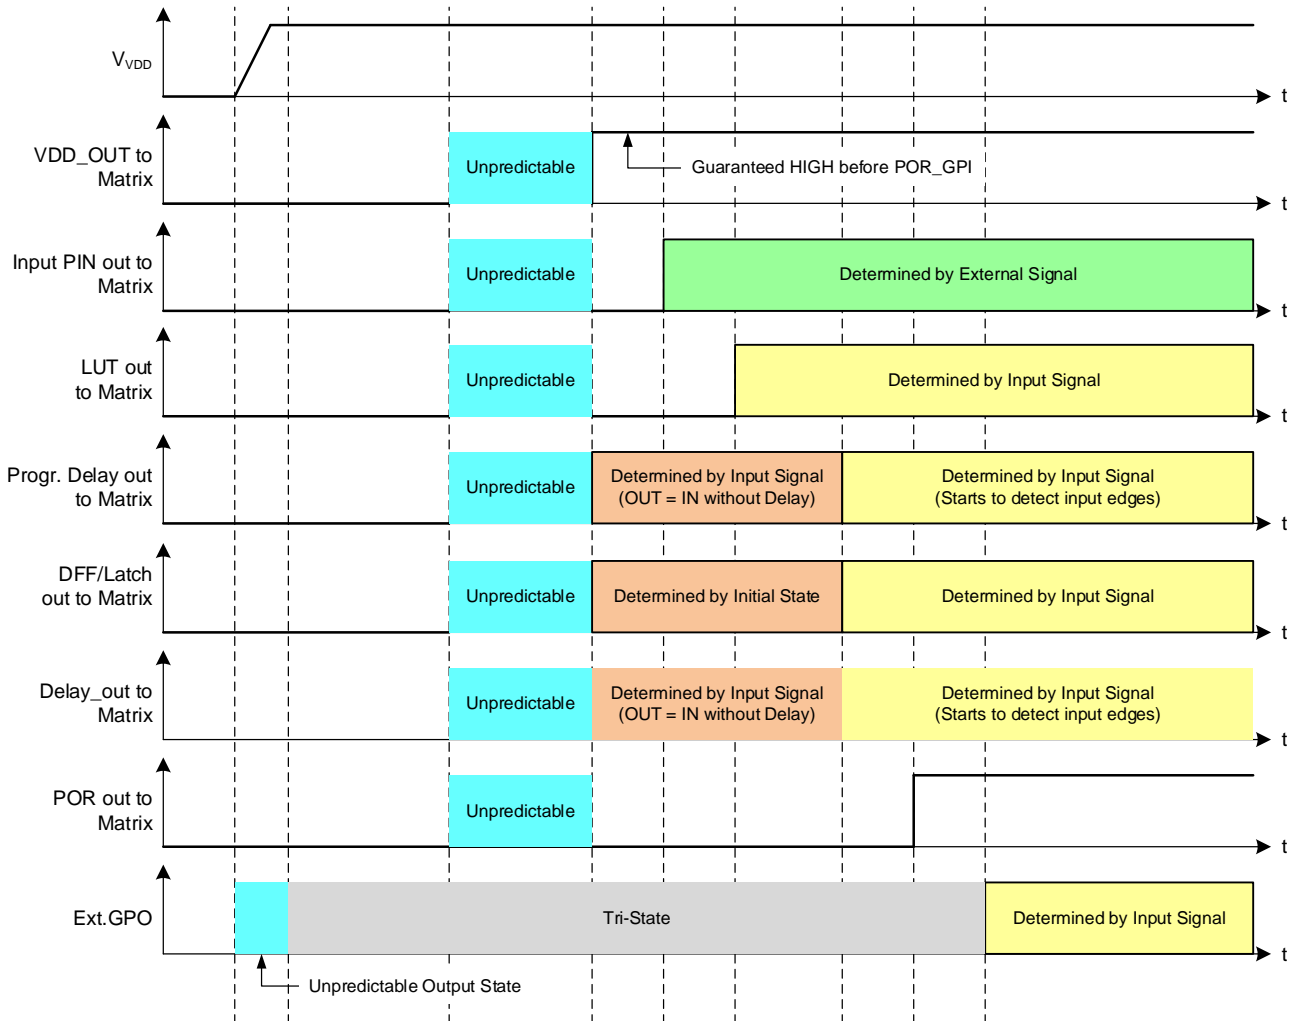 V_VDD
t
VDD_OUT to
Matrix
Unpredictable
Guaranteed HIGH before POR_GPI
t
Input PIN out to
Matrix
Unpredictable
Determined by External Signal
t
LUT out
to Matrix
Unpredictable
Determined by Input Signal
t
Progr. Delay out
to Matrix
Unpredictable
Determined by Input Signal
(OUT = IN without Delay)
Determined by Input Signal
(Starts to detect input edges)
t
DFF/Latch
out to Matrix
Unpredictable
Determined by Initial State
Determined by Input Signal
t
Delay_out to
Matrix
Unpredictable
Determined by Input Signal
(OUT = IN without Delay)
Determined by Input Signal
(Starts to detect input edges)
t
POR out to
Matrix
Unpredictable
t
Ext.GPO
Tri-State
Determined by Input Signal
t
Unpredictable Output State